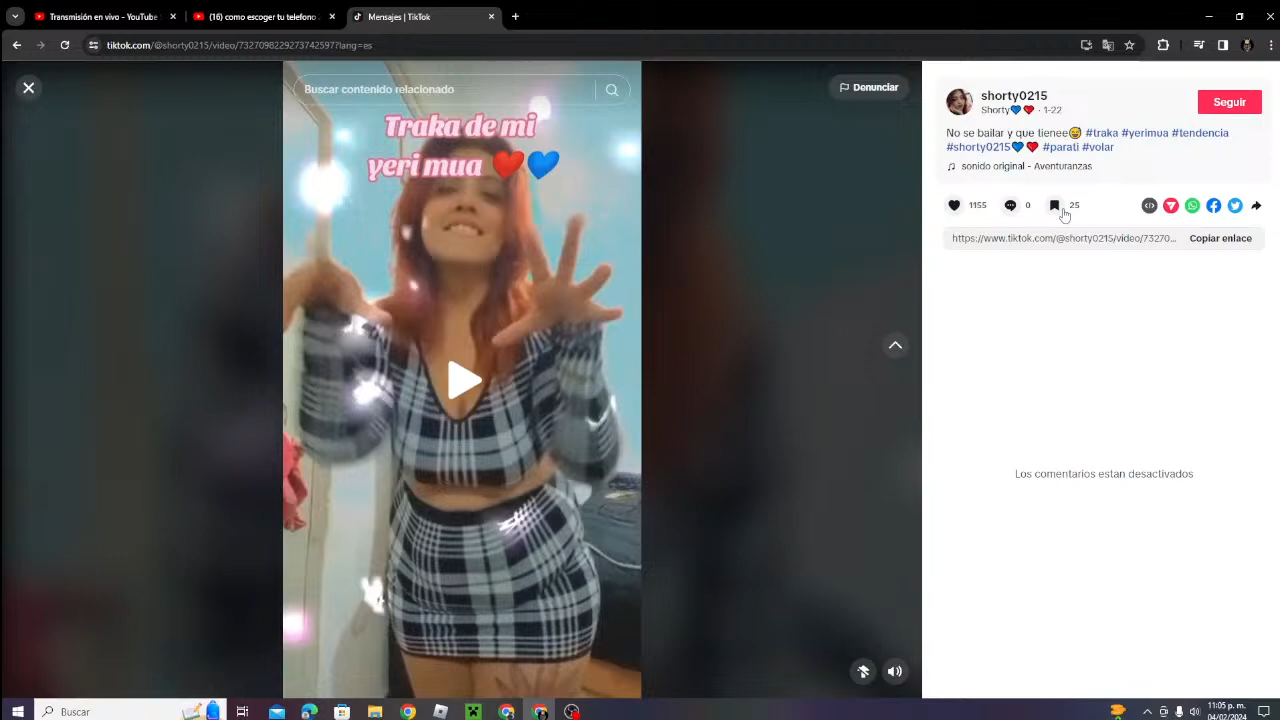 Transmisión en vivo - YouTube
(16) como escoger tu telefono
Mensajes | TikTok
tiktok.com/@shorty0215/video/7327098229273742597?lang=es
Buscar contenido relacionado
Denunciar
Traka de mi
yeri mua ❤️💙
shorty0215
Shorty💙💙 · 1-22
Seguir
No se bailar y que tienee😅 #traka #yerimua #tendencia
#shorty0215💙❤️ #parati #volar
♫ sonido original - Aventuranzas
1155
0
25
https://www.tiktok.com/@shorty0215/video/73270...
Copiar enlace
Los comentarios estan desactivados
Buscar
11:05 p.m.
04/02/2024